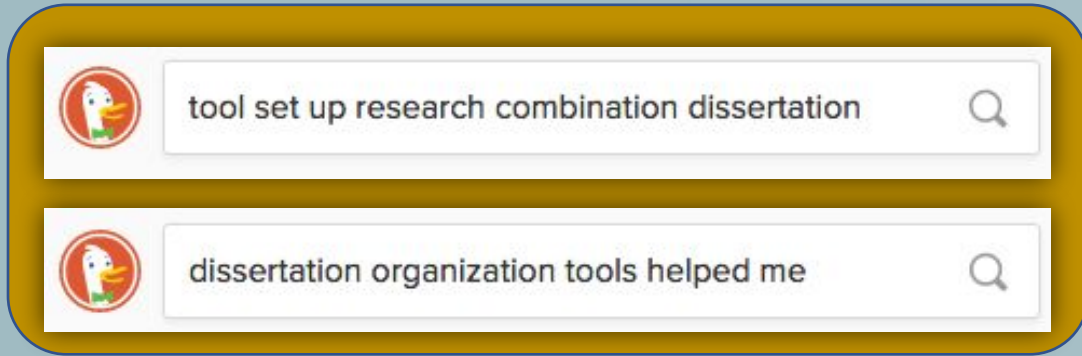 tool set up research combination dissertation
dissertation organization tools helped me